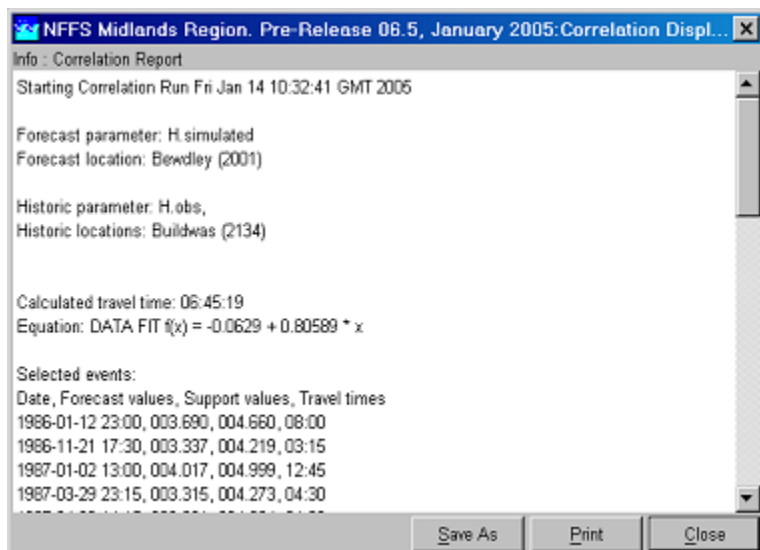 NFFS Midlands Region. Pre-Release 06.5, January 2005:Correlation Displ...
Info : Correlation Report
Starting Correlation Run Fri Jan 14 10:32:41 GMT 2005
Forecast parameter: H.simulated
Forecast location: Bewdley (2001)
Historic parameter: H.obs,
Historic locations: Buildwas (2134)
Calculated travel time: 06:45:19
Equation: DATA FIT f(x) = -0.0629 + 0.80589 * x
Selected events:
Date, Forecast values, Support values, Travel times
1986-01-12 23:00, 003.690, 004.660, 08:00
1986-11-21 17:30, 003.337, 004.219, 03:15
1987-01-02 13:00, 004.017, 004.999, 12:45
1987-03-29 23:15, 003.315, 004.273, 04:30
Save As
Print
Close